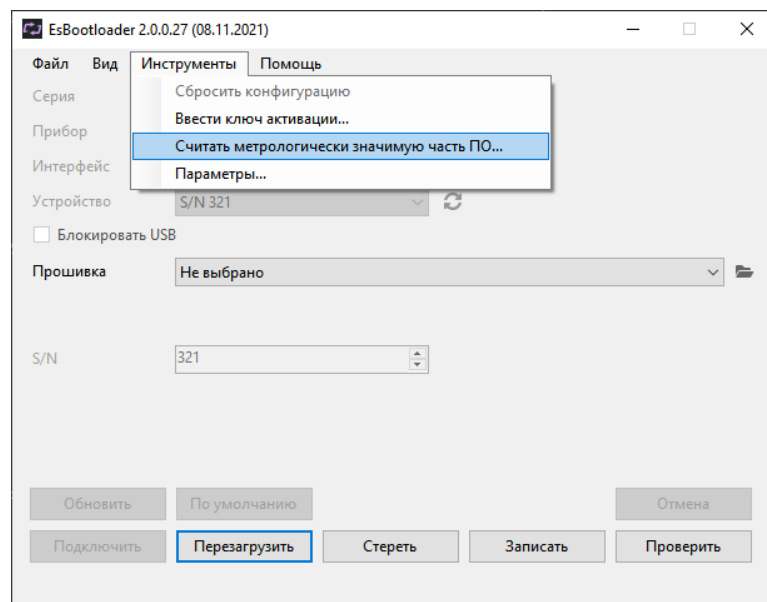 EsBootloader 2.0.0.27 (08.11.2021)
Файл Вид Инструменты Помощь
Серия
Сбросить конфигурацию
Ввести ключ активации...
Прибор
Считать метрологически значимую часть ПО...
Интерфейс
Параметры...
Устройство S/N 321
Блокировать USB
Прошивка Не выбрано
S/N 321
Обновить По умолчанию Отмена
Подключить Перезагрузить Стереть Записать Проверить